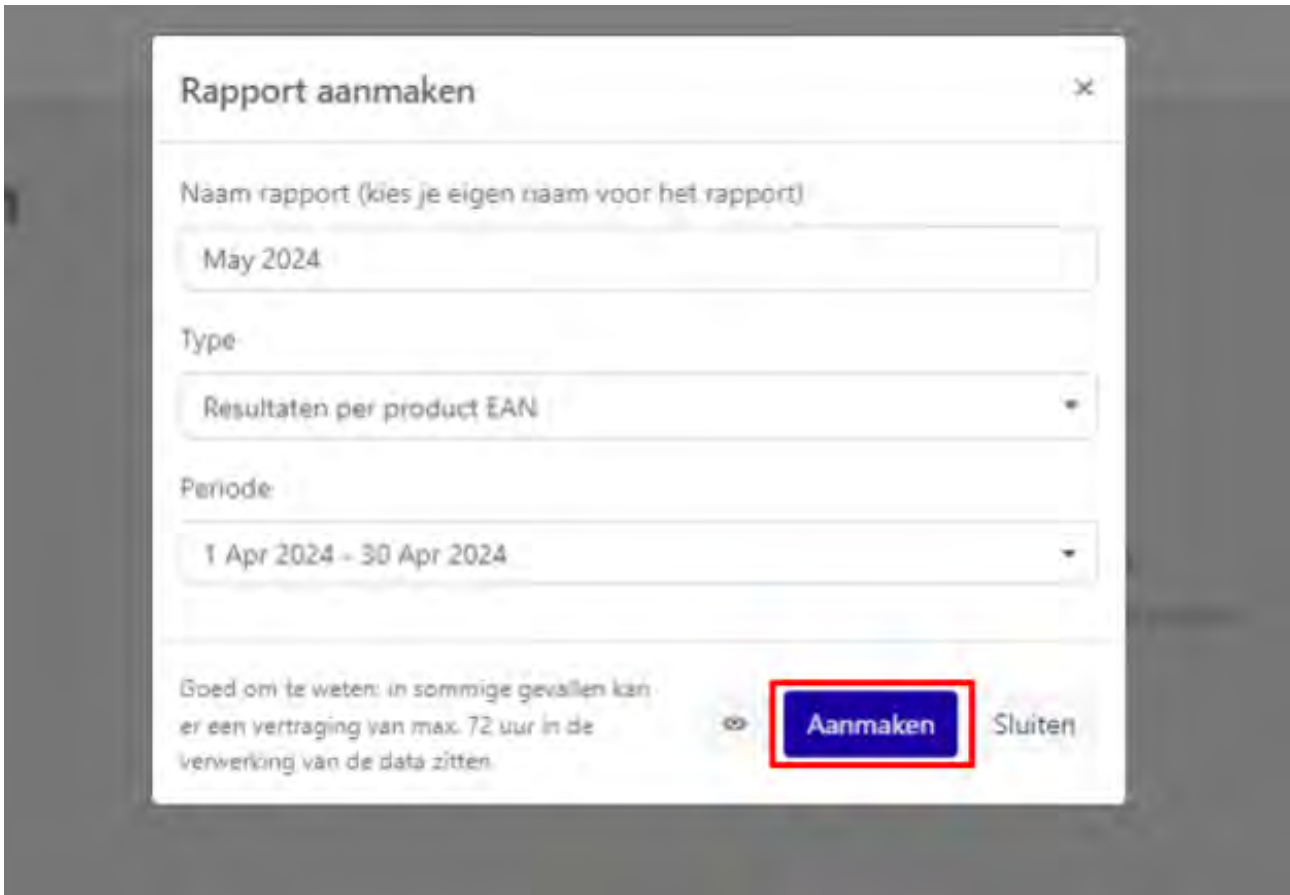 Rapport aanmaken
Naam rapport (kies je eigen naam voor het rapport)
May 2024
Type
Resultaten per product EAN
Periode
1 Apr 2024 - 30 Apr 2024
Goed om te weten: in sommige gevallen kan
er een vertraging van max. 72 uur in de
verwerking van de data zitten.
Aanmaken
Sluiten